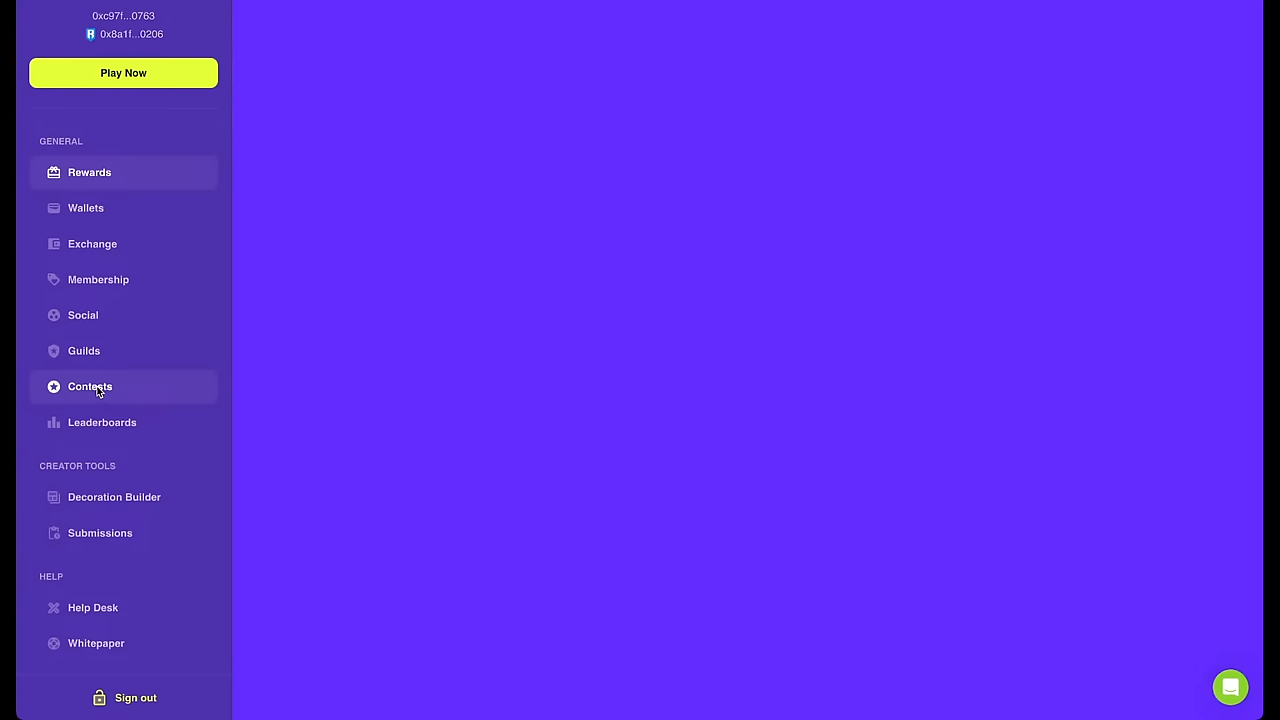 0xc97f...0763
0x8a1f...0206
Play Now
GENERAL
Rewards
Wallets
Exchange
Membership
Social
Guilds
Contests
Leaderboards
CREATOR TOOLS
Decoration Builder
Submissions
HELP
Help Desk
Whitepaper
Sign out